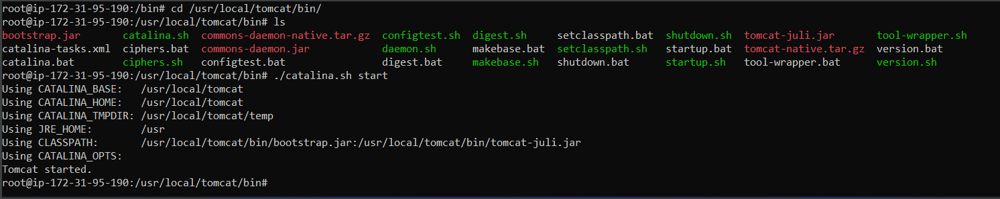 root@ip-172-31-95-190:/bin# cd /usr/local/tomcat/bin/
root@ip-172-31-95-190:/usr/local/tomcat/bin# ls
bootstrap.jar       catalina.sh  commons-daemon-native.tar.gz  configtest.sh  digest.sh    setclasspath.bat  shutdown.sh  tomcat-juli.jar       tool-wrapper.sh
catalina-tasks.xml  ciphers.bat  commons-daemon.jar            daemon.sh      makebase.bat  setclasspath.sh   startup.bat  tomcat-native.tar.gz  version.bat
catalina.bat        ciphers.sh   configtest.bat                digest.bat     makebase.sh   shutdown.bat      startup.sh   tool-wrapper.bat      version.sh
root@ip-172-31-95-190:/usr/local/tomcat/bin# ./catalina.sh start
Using CATALINA_BASE:   /usr/local/tomcat
Using CATALINA_HOME:   /usr/local/tomcat
Using CATALINA_TMPDIR: /usr/local/tomcat/temp
Using JRE_HOME:        /usr
Using CLASSPATH:       /usr/local/tomcat/bin/bootstrap.jar:/usr/local/tomcat/bin/tomcat-juli.jar
Using CATALINA_OPTS:
Tomcat started.
root@ip-172-31-95-190:/usr/local/tomcat/bin#